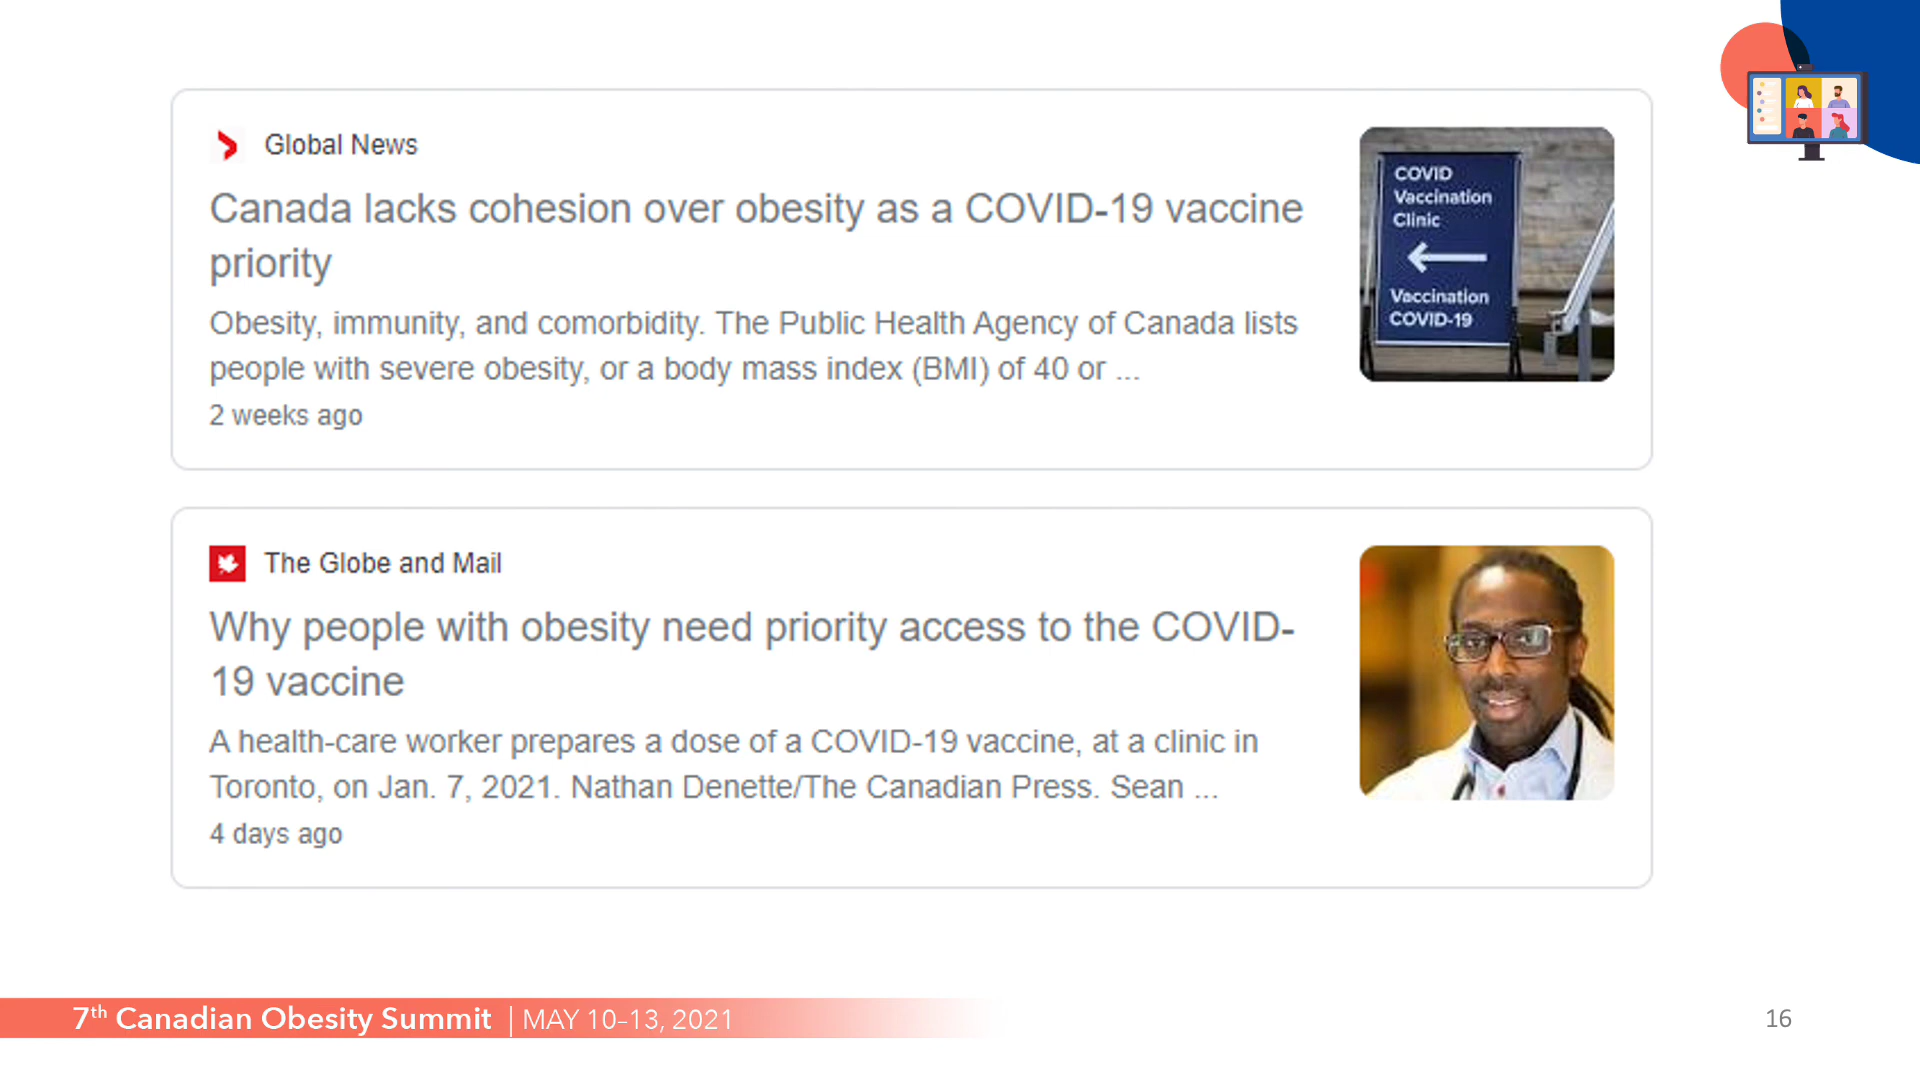 Global News
Canada lacks cohesion over obesity as a COVID-19 vaccine
priority
Obesity, immunity, and comorbidity. The Public Health Agency of Canada lists
people with severe obesity, or a body mass index (BMI) of 40 or ...
2 weeks ago
COVID
Vaccination
Clinic
Vaccination
COVID-19
The Globe and Mail
Why people with obesity need priority access to the COVID-
19 vaccine
A health-care worker prepares a dose of a COVID-19 vaccine, at a clinic in
Toronto, on Jan. 7, 2021. Nathan Denette/The Canadian Press. Sean ...
4 days ago
7th Canadian Obesity Summit | MAY 10–13, 2021
16